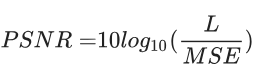 PSNR = 10log₁₀(L/MSE)